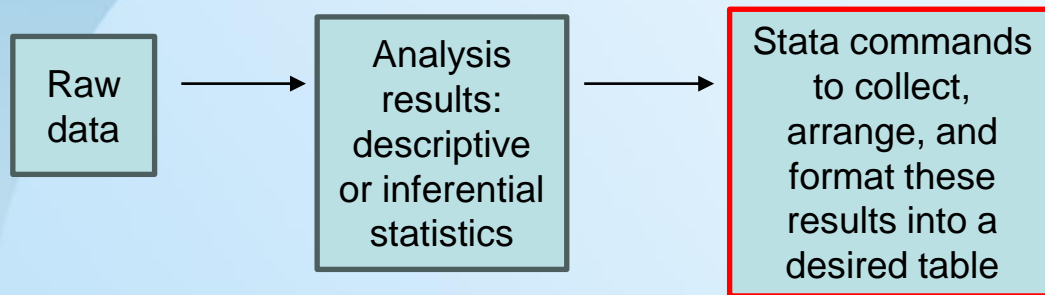 Raw
data
Analysis
results:
descriptive
or inferential
statistics
Stata commands
to collect,
arrange, and
format these
results into a
desired table